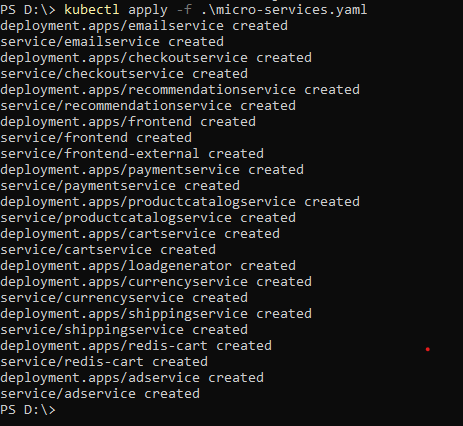 PS D:\> kubectl apply -f .\micro-services.yaml
deployment.apps/emailservice created
service/emailservice created
deployment.apps/checkoutservice created
service/checkoutservice created
deployment.apps/recommendationservice created
service/recommendationservice created
deployment.apps/frontend created
service/frontend created
service/frontend-external created
deployment.apps/paymentservice created
service/paymentservice created
deployment.apps/productcatalogservice created
service/productcatalogservice created
deployment.apps/cartservice created
service/cartservice created
deployment.apps/loadgenerator created
deployment.apps/currencyservice created
service/currencyservice created
deployment.apps/shippingservice created
service/shippingservice created
deployment.apps/redis-cart created
service/redis-cart created
deployment.apps/adservice created
service/adservice created
PS D:\>